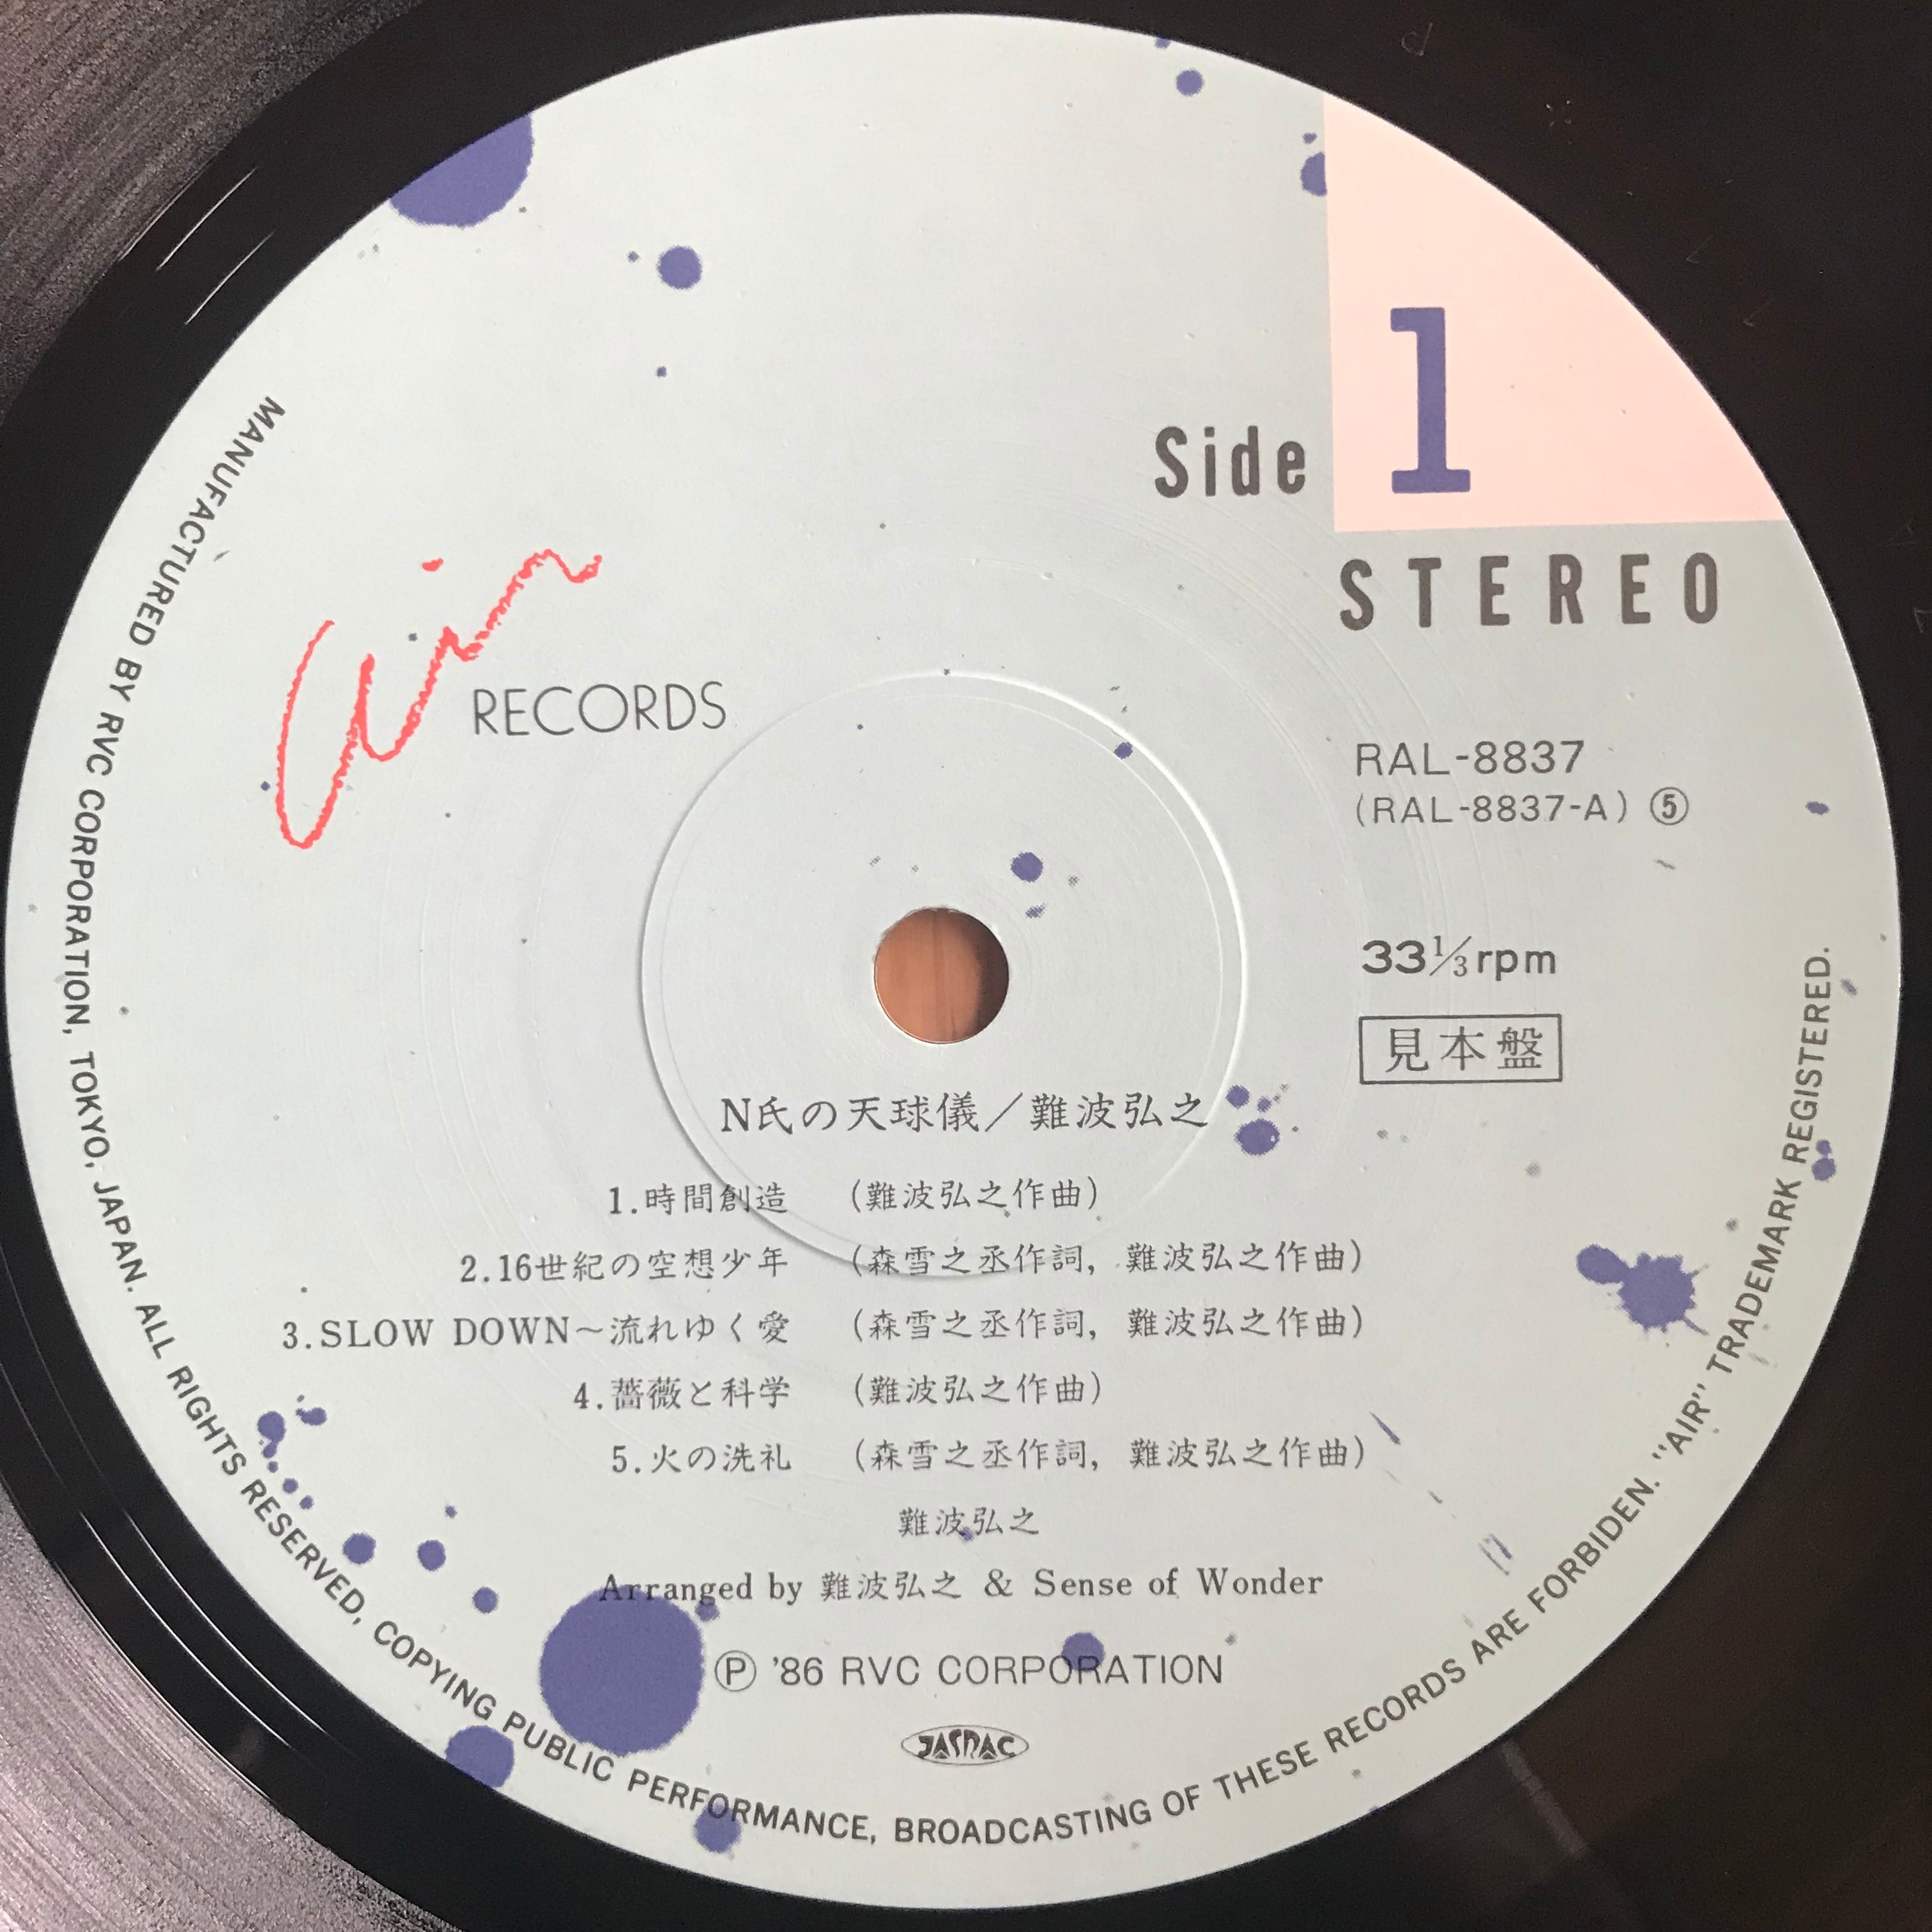 Side 1
STEREO
Air
RECORDS
RAL-8837
(RAL-8837-A) ⑤
33⅓rpm
見本盤
N氏の天球儀／難波弘之
1.時間創造 (難波弘之作曲)
2.16世紀の空想少年 (森雪之丞作詞, 難波弘之作曲)
3.SLOW DOWN〜流れゆく愛 (森雪之丞作詞, 難波弘之作曲)
4.薔薇と科学 (難波弘之作曲)
5.火の洗礼 (森雪之丞作詞, 難波弘之作曲)
難波弘之
Arranged by 難波弘之 & Sense of Wonder
Ⓟ '86 RVC CORPORATION
JASRAC
MANUFACTURED BY RVC CORPORATION, TOKYO, JAPAN. ALL RIGHTS RESERVED, COPYING PUBLIC PERFORMANCE, BROADCASTING OF THESE RECORDS ARE FORBIDEN. "AIR" TRADEMARK REGISTERED.